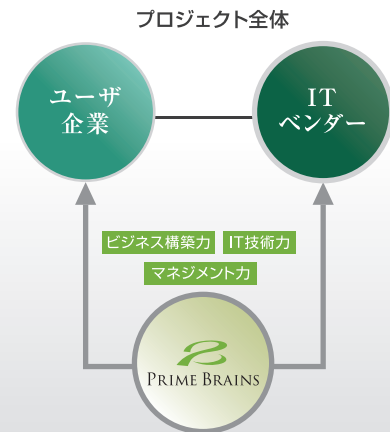 プロジェクト全体
ユーザ
企業
IT
ベンダー
ビジネス構築力
IT技術力
マネジメント力
PRIME BRAINS